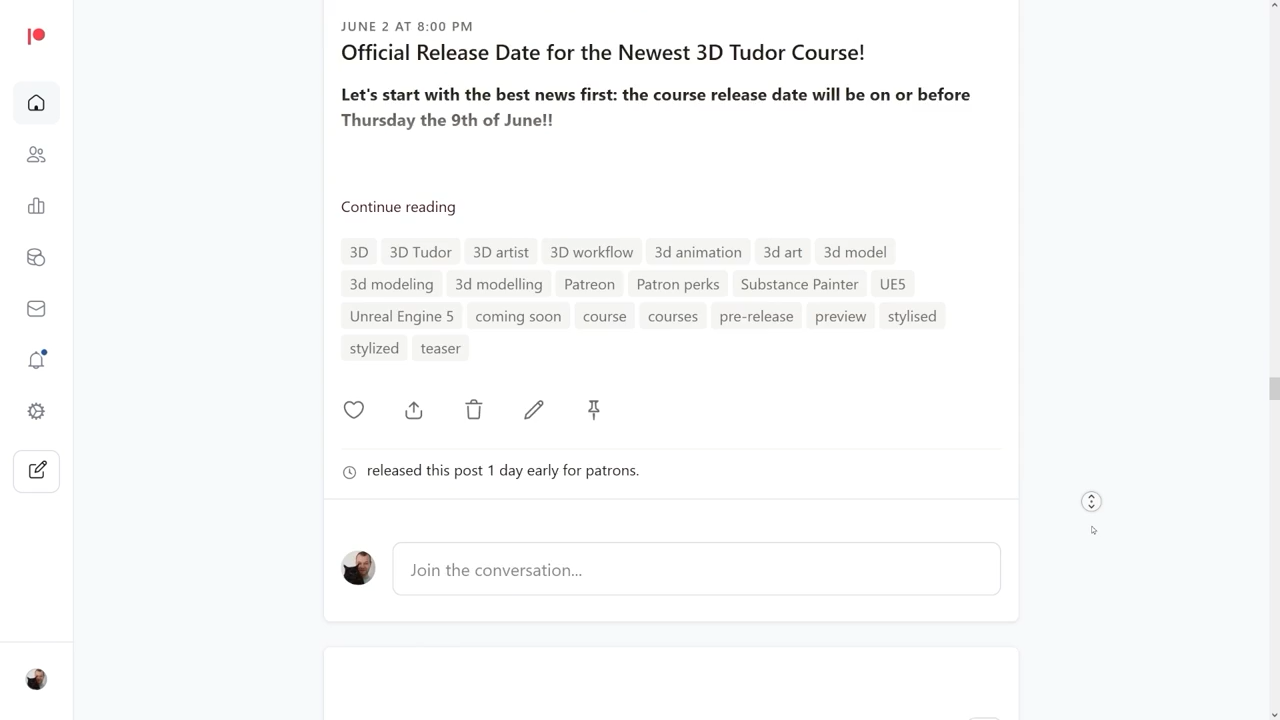 JUNE 2 AT 8:00 PM
Official Release Date for the Newest 3D Tudor Course!
Let's start with the best news first: the course release date will be on or before
Thursday the 9th of June!!
Continue reading
3D 3D Tudor 3D artist 3D workflow 3d animation 3d art 3d model
3d modeling 3d modelling Patreon Patron perks Substance Painter UE5
Unreal Engine 5 coming soon course courses pre-release preview stylised
stylized teaser
released this post 1 day early for patrons.
Join the conversation...